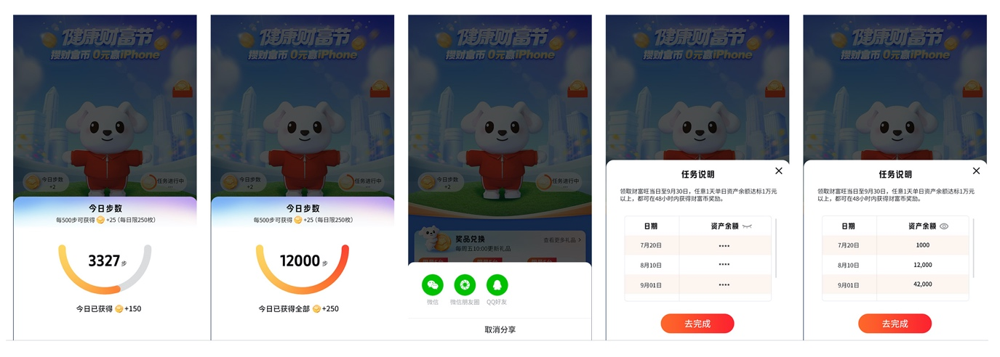 健康财富节
攒财富币 0元赢iPhone
今日步数
+2
任务进行中
今日步数
每500步可获得 +25 (每日限250枚)
3327 步
今日已获得 +150
健康财富节
攒财富币 0元赢iPhone
今日步数
+2
任务进行中
今日步数
每500步可获得 +25 (每日限250枚)
12000 步
今日已获得全部 +250
健康财富节
攒财富币 0元赢iPhone
今日步数
+2
任务进行中
奖品兑换
每周五10:00更新礼品
查看更多礼品 >
微信 微信朋友圈 QQ好友
取消分享
健康财富节
攒财富币 0元赢iPhone
任务说明
领取财富旺当日至9月30日，任意1天单日资产余额达标1万元
以上，都可在48小时内获得财富币奖励。
日期 资产余额
7月20日 ••••
8月10日 ••••
9月01日 ••••
去完成
健康财富节
攒财富币 0元赢iPhone
任务说明
领取财富旺当日至9月30日，任意1天单日资产余额达标1万元
以上，都可在48小时内获得财富币奖励。
日期 资产余额
7月20日 1000
8月10日 12,000
9月01日 42,000
去完成